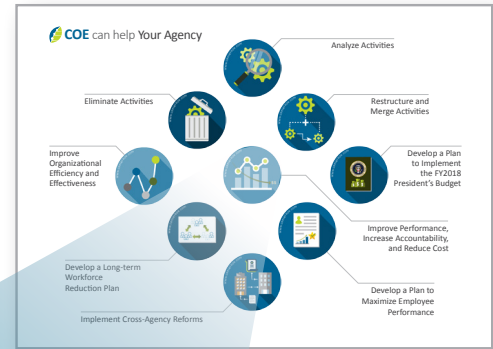 COE can help Your Agency
Analyze Activities
Eliminate Activities
Restructure and
Merge Activities
Improve
Organizational
Efficiency and
Effectiveness
Develop a Plan
to Implement
the FY2018
President's Budget
Improve Performance,
Increase Accountability,
and Reduce Cost
Develop a Long-term
Workforce
Reduction Plan
Develop a Plan to
Maximize Employee
Performance
Implement Cross-Agency Reforms